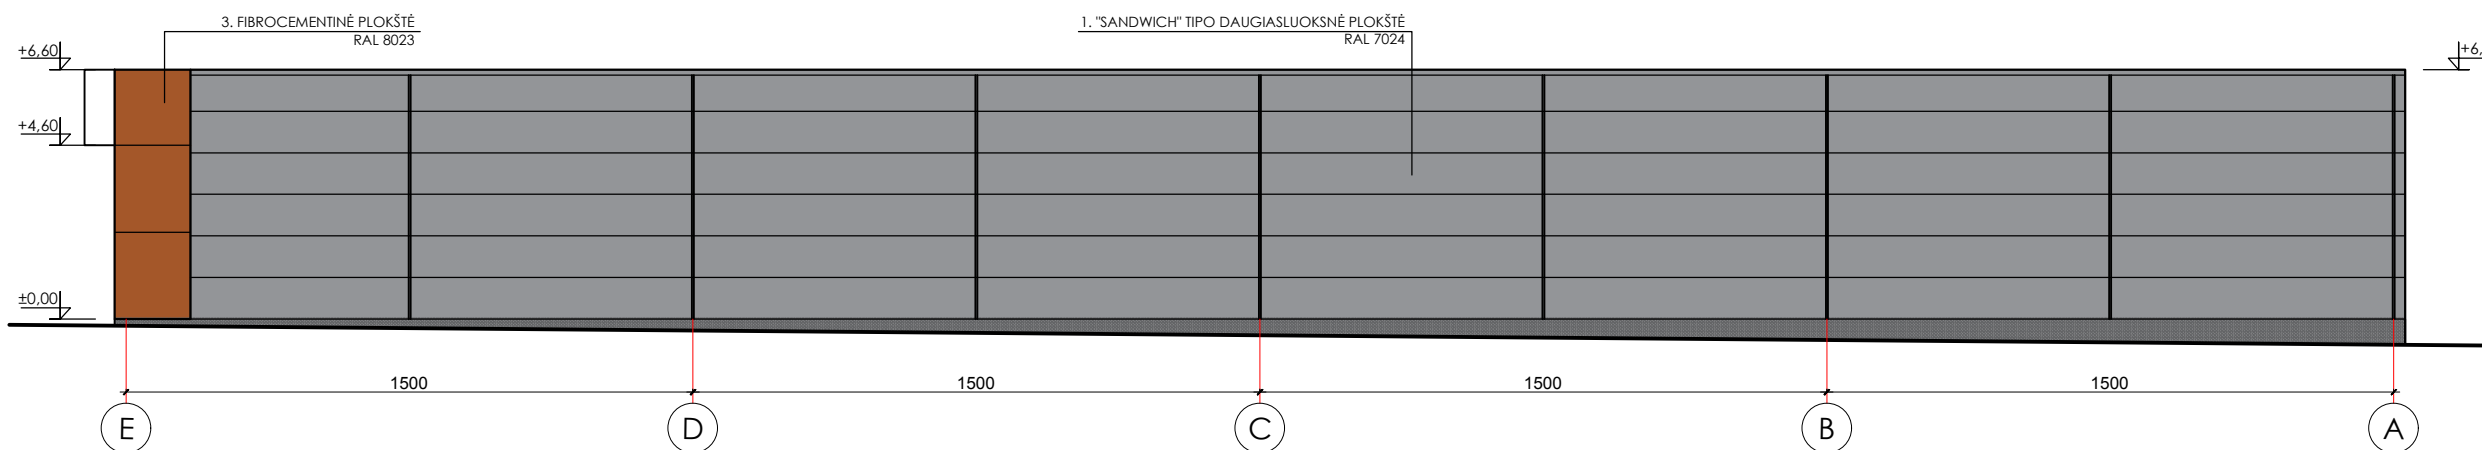 3. FIBROCEMENTINĖ PLOKŠTĖ
RAL 8023
1. "SANDWICH" TIPO DAUGIASLUOKSNĖ PLOKŠTĖ
RAL 7024
+6,60
+6,
+4,60
±0,00
1500 1500 1500 1500
E D C B A